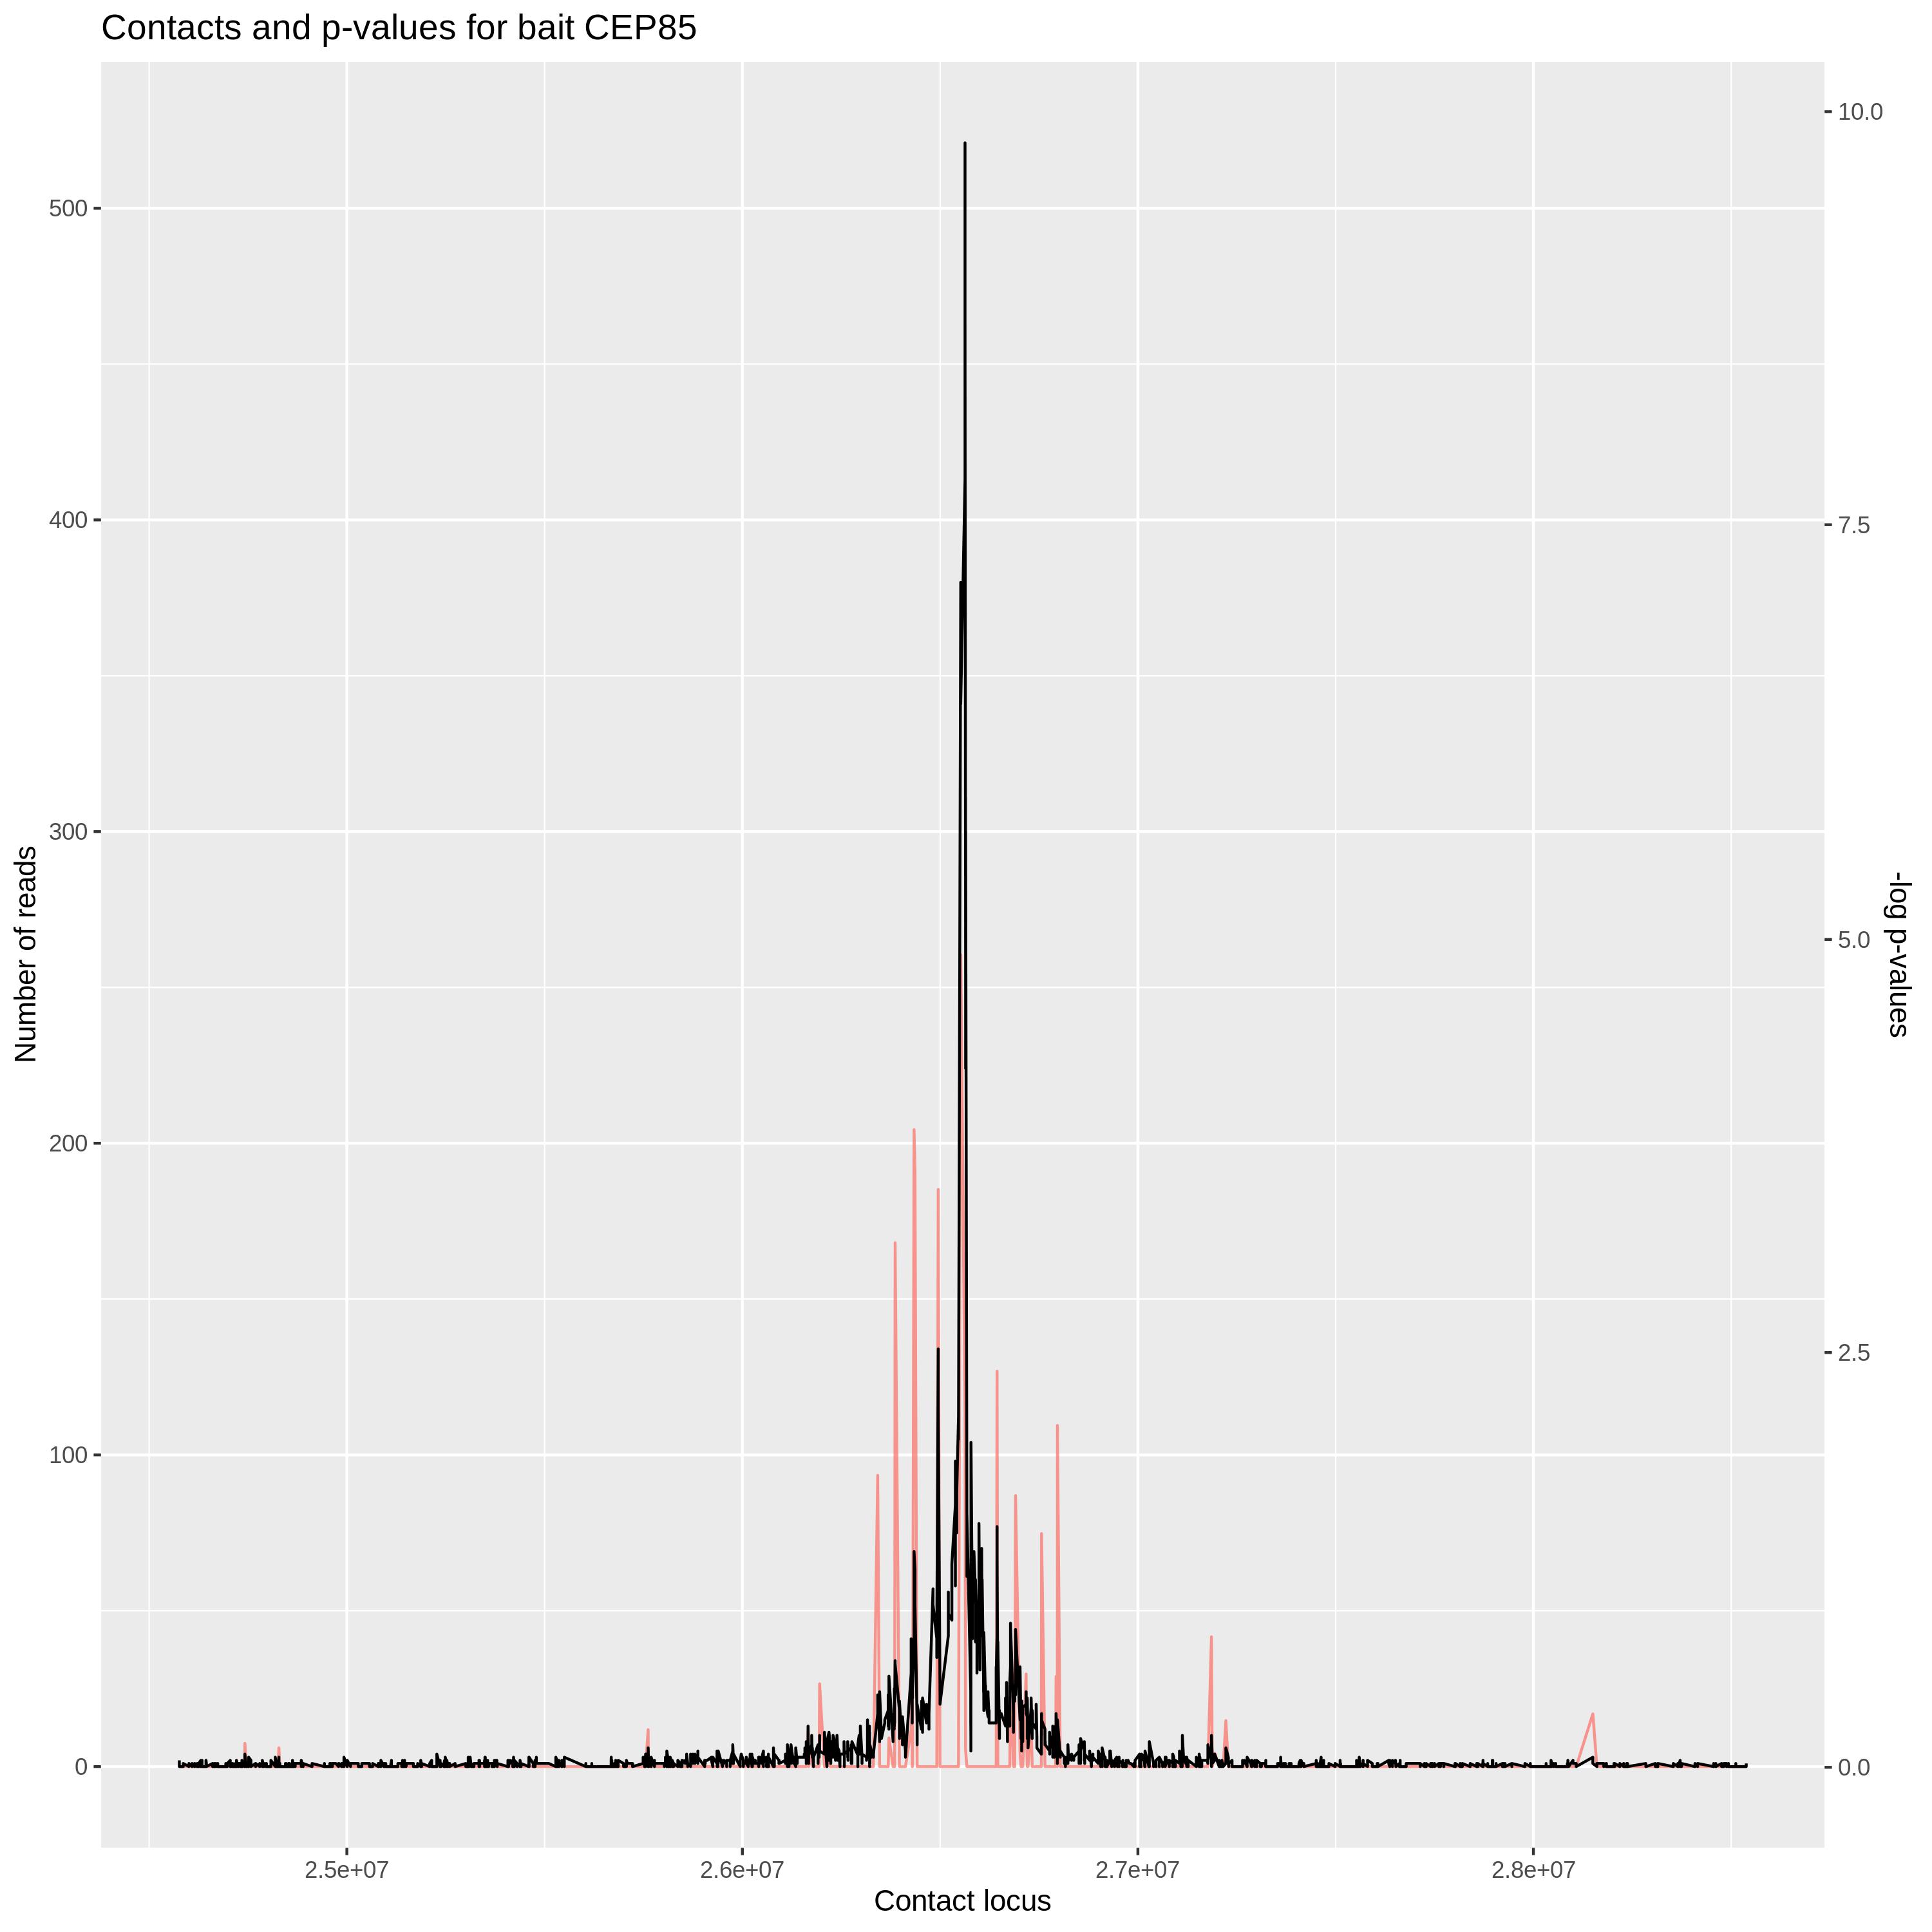 Contacts and p-values for bait CEP85
Number of reads
500
400
300
200
100
0
10.0
7.5
5.0
2.5
0.0
-log p-values
2.5e+07
2.6e+07
2.7e+07
2.8e+07
Contact locus